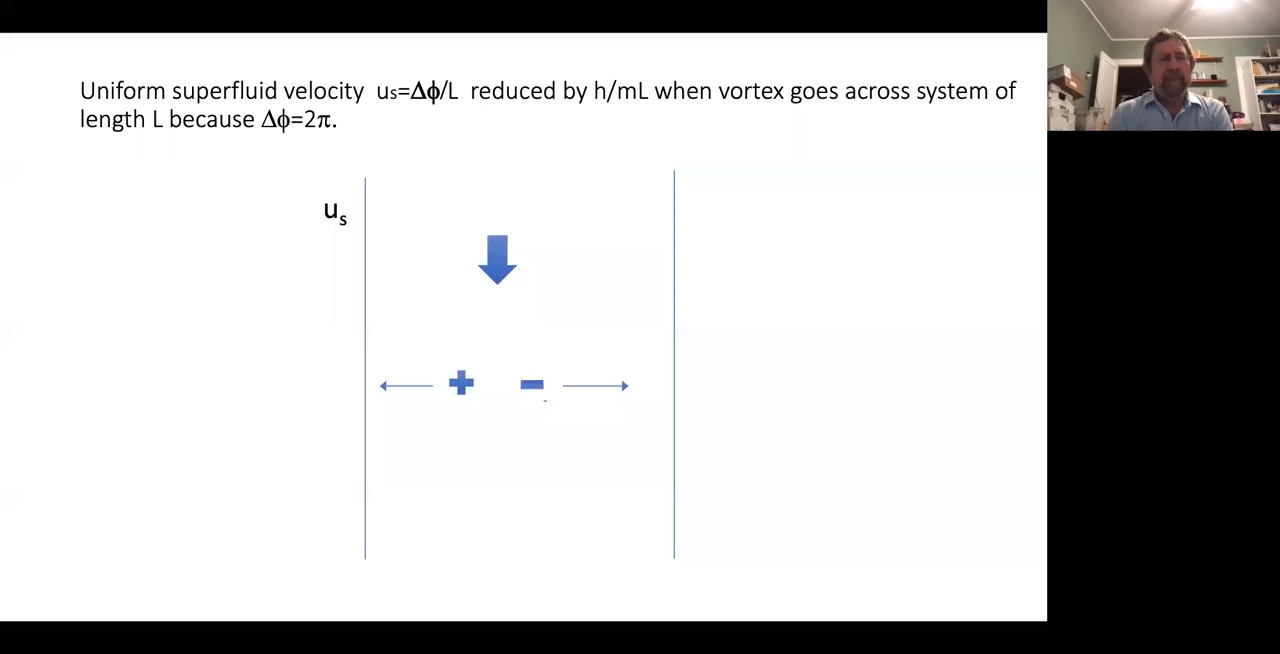 Uniform superfluid velocity us=Δϕ/L reduced by h/mL when vortex goes across system of
length L because Δϕ=2π.
us
+ -